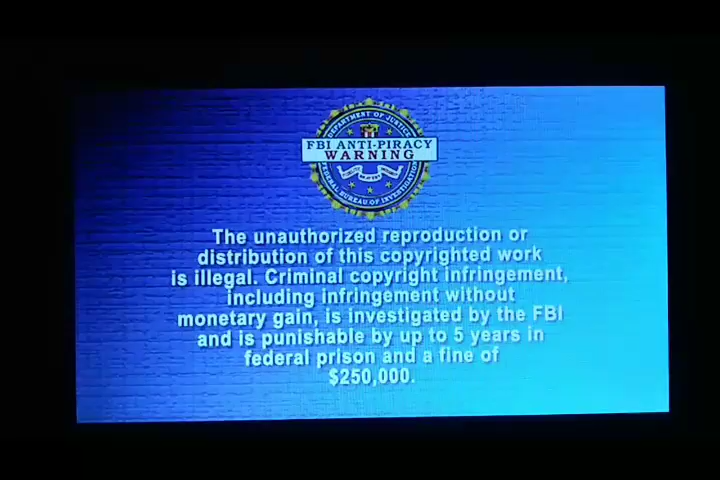 DEPARTMENT OF JUSTICE
FBI ANTI-PIRACY
WARNING
FEDERAL BUREAU OF INVESTIGATION
The unauthorized reproduction or
distribution of this copyrighted work
is illegal. Criminal copyright infringement,
including infringement without
monetary gain, is investigated by the FBI
and is punishable by up to 5 years in
federal prison and a fine of
$250,000.